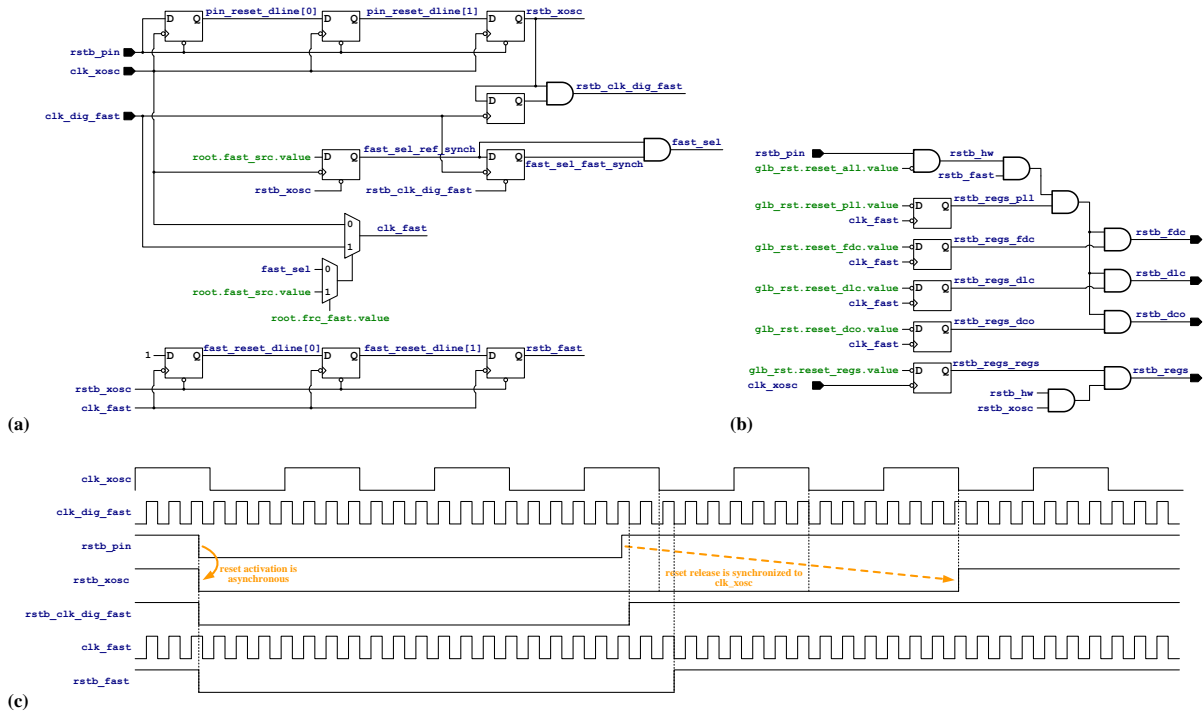 pin_reset_dline[0]
pin_reset_dline[1]
rstb_xosc
D Q
D Q
D Q
rstb_pin
clk_xosc
rstb_clk_dig_fast
D Q
clk_dig_fast
fast_sel
root.fast_src.value
D Q
fast_sel_ref_synch
D Q
fast_sel_fast_synch
rstb_xosc
rstb_clk_dig_fast
0
1
clk_fast
fast_sel
0
root.fast_src.value
1
root.frc_fast.value
1
D Q
fast_reset_dline[0]
D Q
fast_reset_dline[1]
D Q
rstb_fast
rstb_xosc
clk_fast
(a)
rstb_pin
rstb_hw
glb_rst.reset_all.value
rstb_fast
glb_rst.reset_pll.value
D Q
rstb_regs_pll
clk_fast
rstb_fdc
glb_rst.reset_fdc.value
D Q
rstb_regs_fdc
clk_fast
rstb_dlc
glb_rst.reset_dlc.value
D Q
rstb_regs_dlc
clk_fast
rstb_dco
glb_rst.reset_dco.value
D Q
rstb_regs_dco
clk_fast
glb_rst.reset_regs.value
D Q
rstb_regs_regs
rstb_regs
clk_xosc
rstb_hw
rstb_xosc
(b)
clk_xosc
clk_dig_fast
rstb_pin
reset activation is
asynchronous
reset release is synchronized to
clk_xosc
rstb_xosc
rstb_clk_dig_fast
clk_fast
rstb_fast
(c)